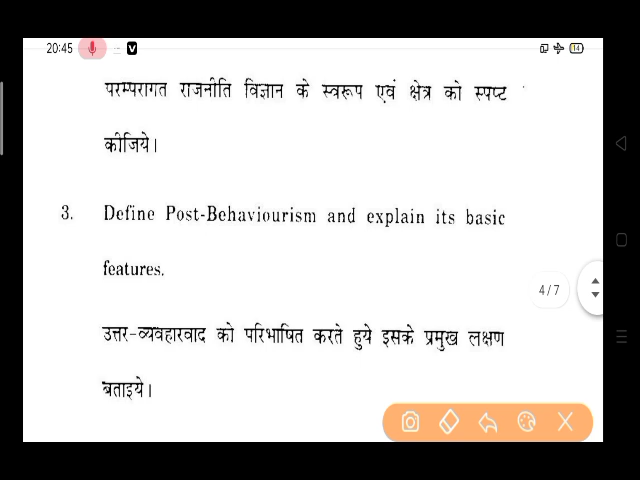 20:45
V
14
परम्परागत राजनीति विज्ञान के स्वरूप एवं क्षेत्र को स्पष्ट
कीजिये।
3. Define Post-Behaviourism and explain its basic
features.
4/7
उत्तर-व्यवहारवाद को परिभाषित करते हुये इसके प्रमुख लक्षण
बताइये।